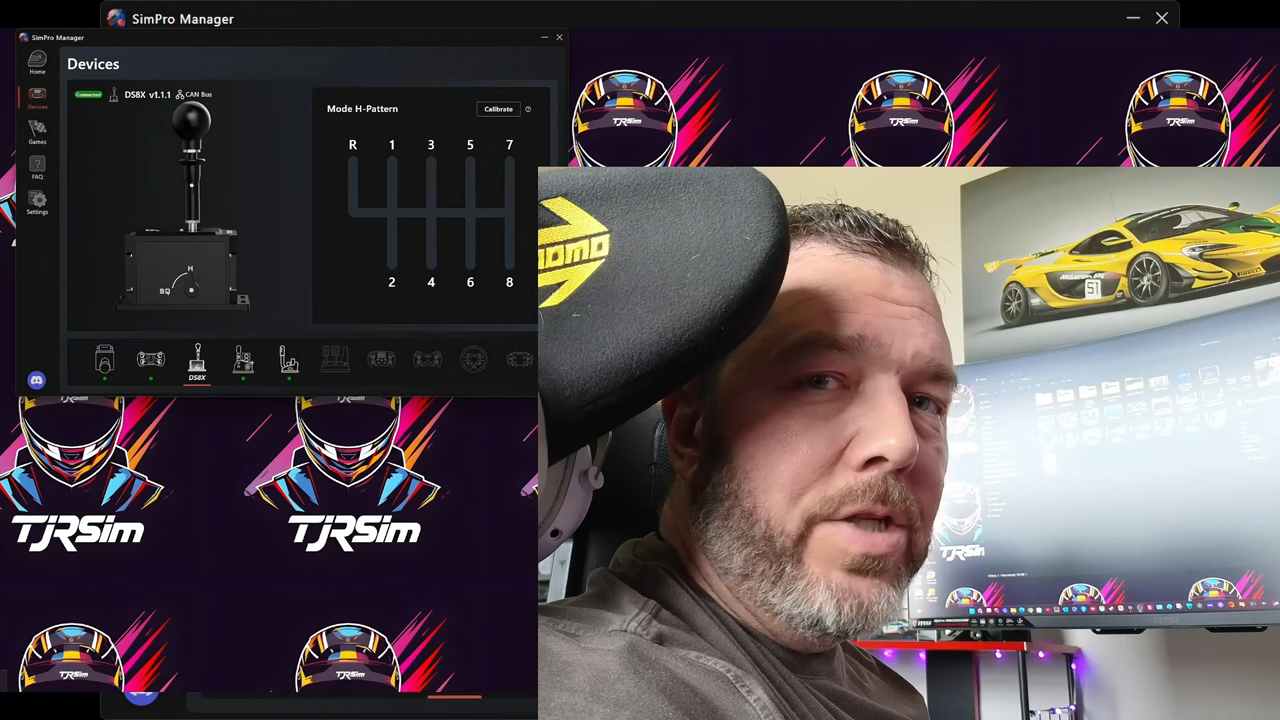 SimPro Manager
SimPro Manager
Home
Devices
Games
FAQ
Settings
Devices
Connected
DS8X v1.1.1 CAN Bus
H
SQ
Mode H-Pattern
Calibrate
R 1 3 5 7
2 4 6 8
DS8X
TJRSim
TJRSim
TJRSim
TJRSim
TJRSim
TJRSim
TJRSim
TJRSim
McLaren
51
TJRSim